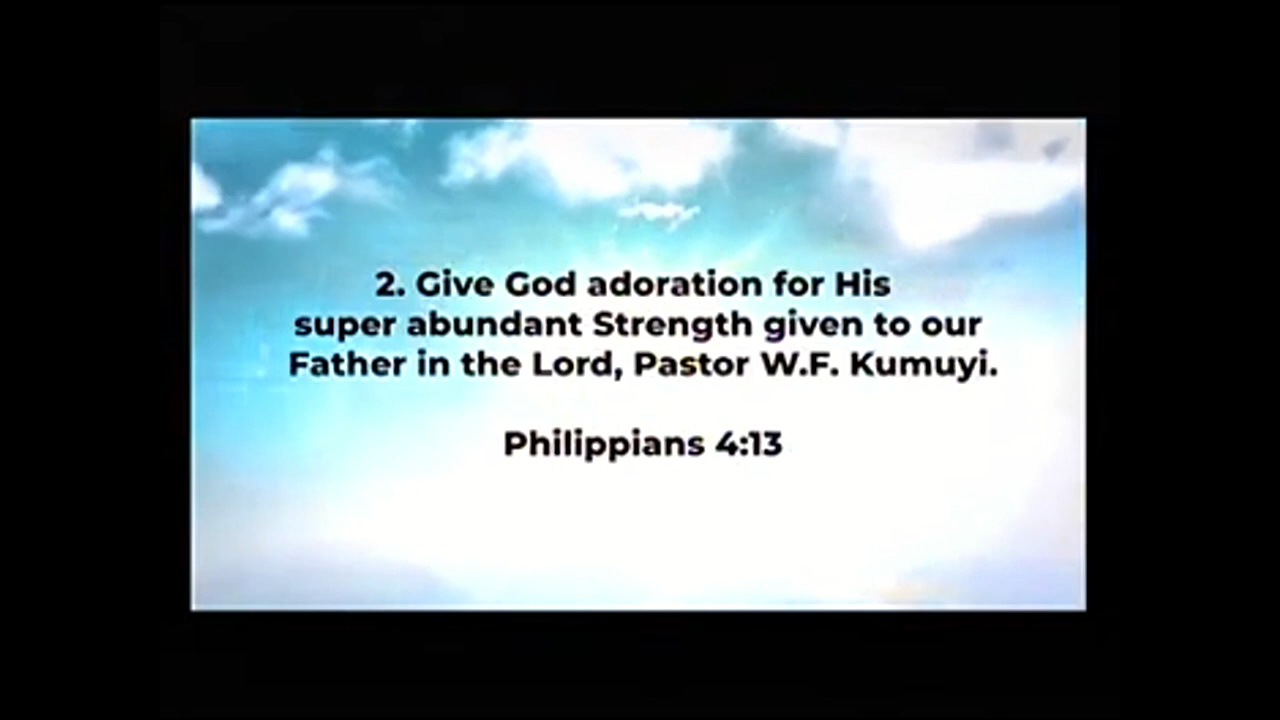 2. Give God adoration for His
super abundant Strength given to our
Father in the Lord, Pastor W.F. Kumuyi.
Philippians 4:13